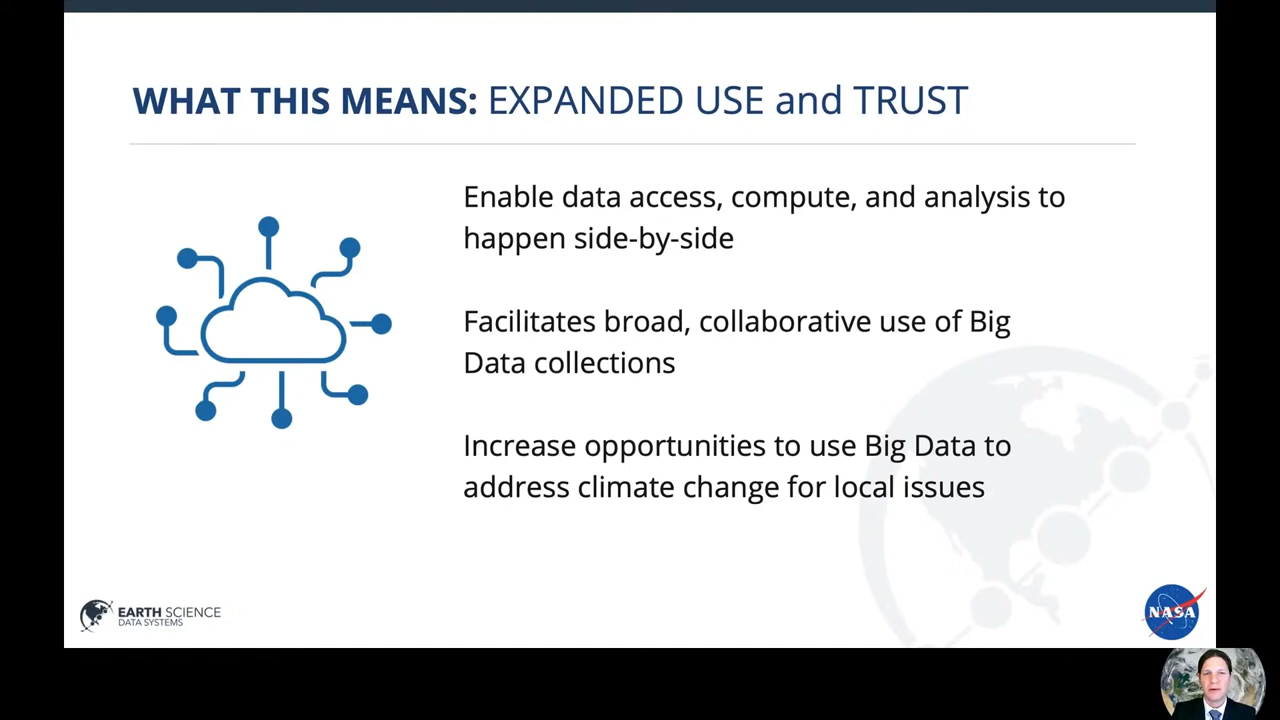 WHAT THIS MEANS: EXPANDED USE and TRUST
Enable data access, compute, and analysis to
happen side-by-side
Facilitates broad, collaborative use of Big
Data collections
Increase opportunities to use Big Data to
address climate change for local issues
EARTH SCIENCE
DATA SYSTEMS
NASA